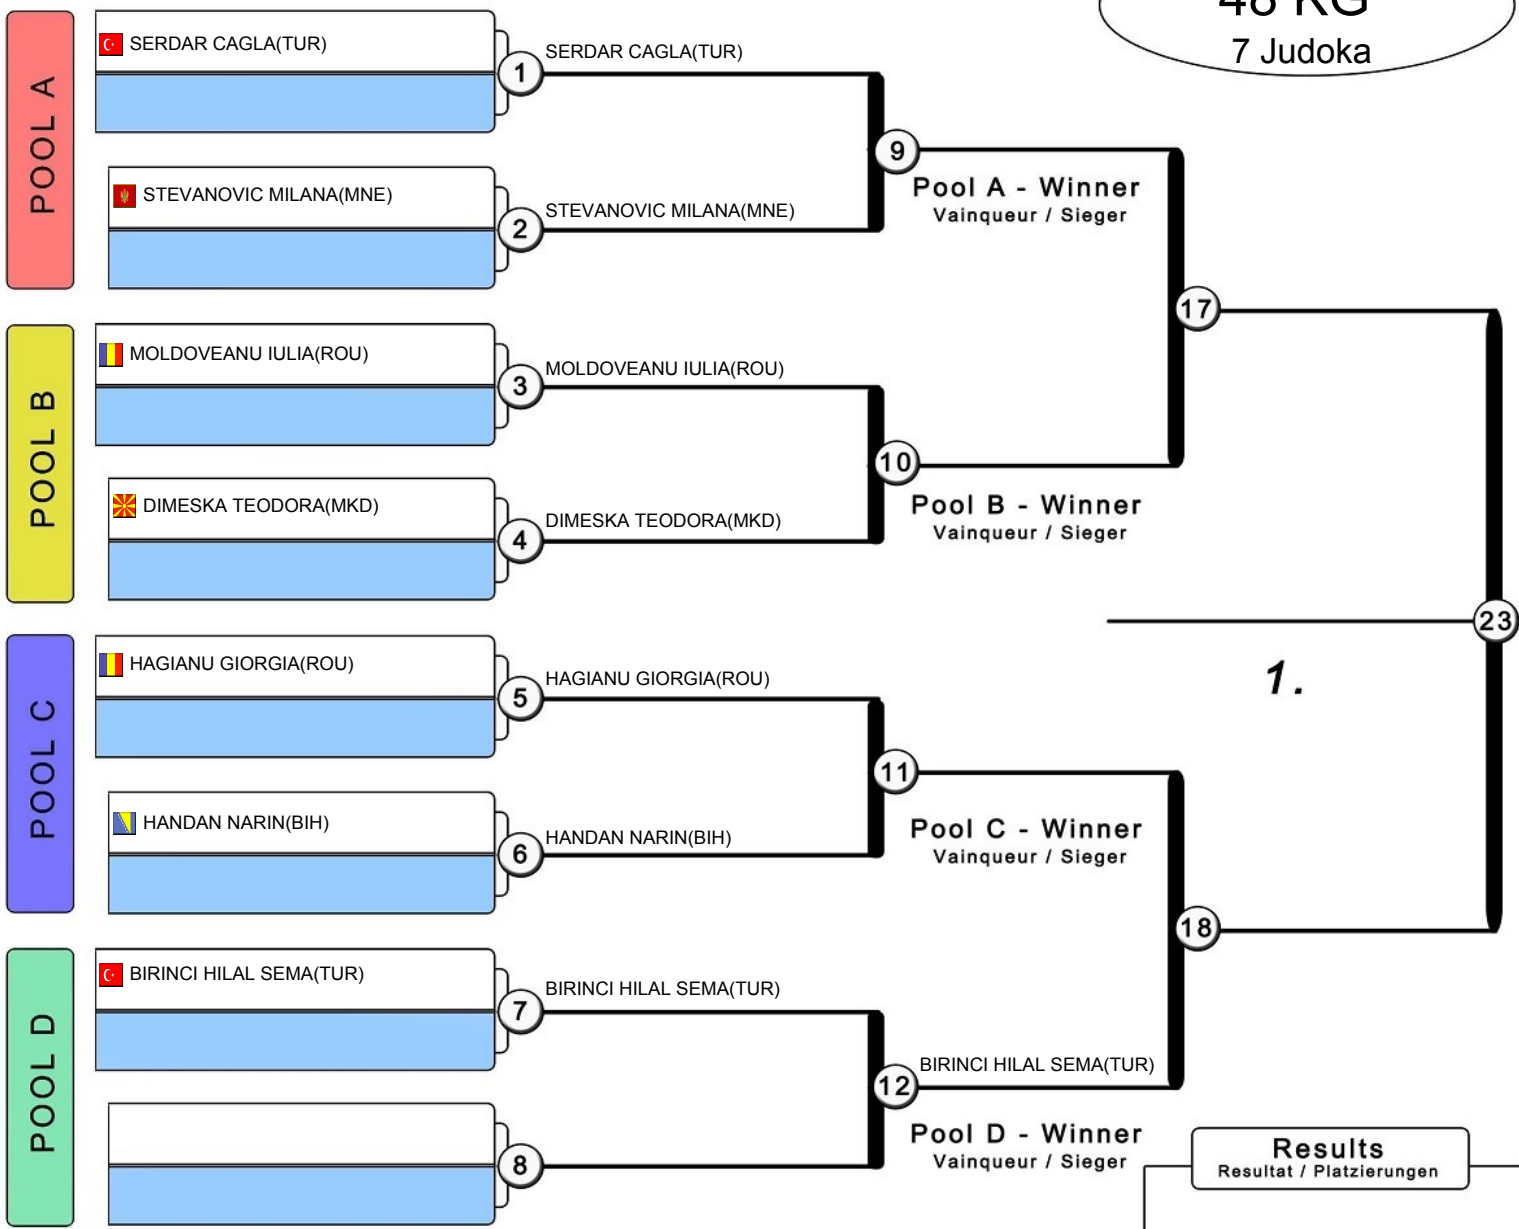 48 KG
7 Judoka
POOL A
SERDAR CAGLA(TUR)
1
SERDAR CAGLA(TUR)
STEVANOVIC MILANA(MNE)
2
STEVANOVIC MILANA(MNE)
9
Pool A - Winner
Vainqueur / Sieger
17
POOL B
MOLDOVEANU IULIA(ROU)
3
MOLDOVEANU IULIA(ROU)
DIMESKA TEODORA(MKD)
4
DIMESKA TEODORA(MKD)
10
Pool B - Winner
Vainqueur / Sieger
23
1.
POOL C
HAGIANU GIORGIA(ROU)
5
HAGIANU GIORGIA(ROU)
HANDAN NARIN(BIH)
6
HANDAN NARIN(BIH)
11
Pool C - Winner
Vainqueur / Sieger
18
POOL D
BIRINCI HILAL SEMA(TUR)
7
BIRINCI HILAL SEMA(TUR)
8
12
BIRINCI HILAL SEMA(TUR)
Pool D - Winner
Vainqueur / Sieger
Results
Resultat / Platzierungen